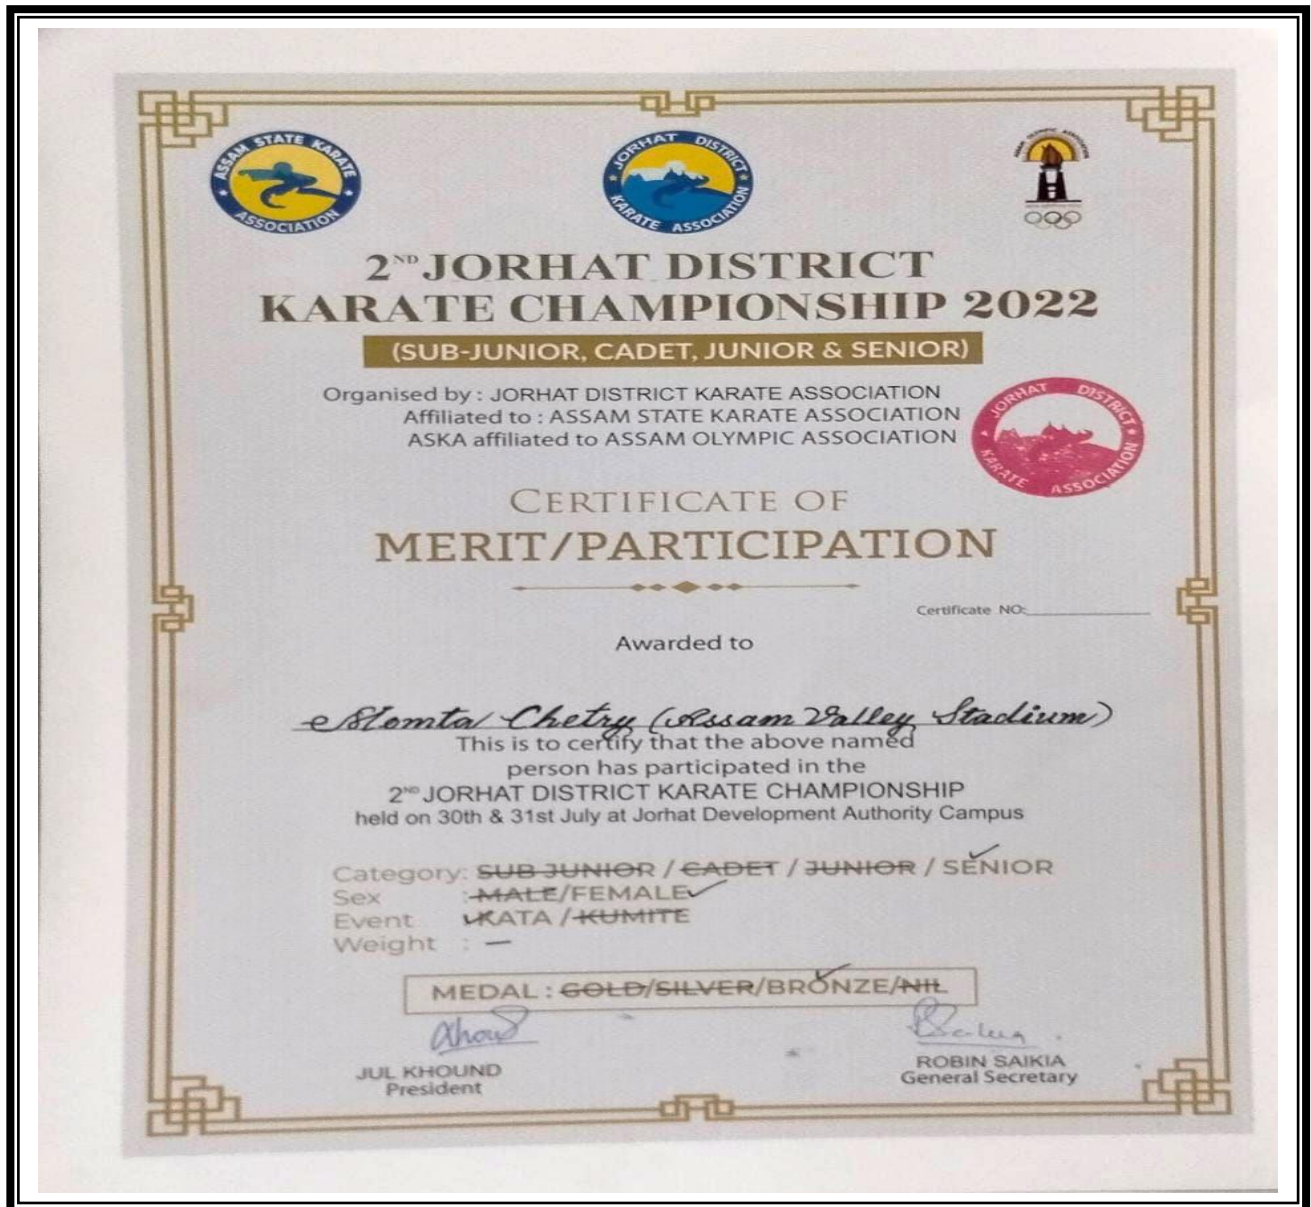 ASSAM STATE KARATE ASSOCIATION
JORHAT DISTRICT KARATE ASSOCIATION
ASSAM OLYMPIC ASSOCIATION
2ND JORHAT DISTRICT
KARATE CHAMPIONSHIP 2022
(SUB-JUNIOR, CADET, JUNIOR & SENIOR)
Organised by : JORHAT DISTRICT KARATE ASSOCIATION
Affiliated to : ASSAM STATE KARATE ASSOCIATION
ASKA affiliated to ASSAM OLYMPIC ASSOCIATION
JORHAT DISTRICT KARATE ASSOCIATION
CERTIFICATE OF
MERIT/PARTICIPATION
Certificate NO:
Awarded to
Momta Chetry (Assam Valley Stadium)
This is to certify that the above named
person has participated in the
2ND JORHAT DISTRICT KARATE CHAMPIONSHIP
held on 30th & 31st July at Jorhat Development Authority Campus
Category: SUB JUNIOR / CADET / JUNIOR / SENIOR
Sex : MALE/FEMALE
Event KATA / KUMITE
Weight : —
MEDAL : GOLD/SILVER/BRONZE/NIL
JUL KHOUND
President
ROBIN SAIKIA
General Secretary